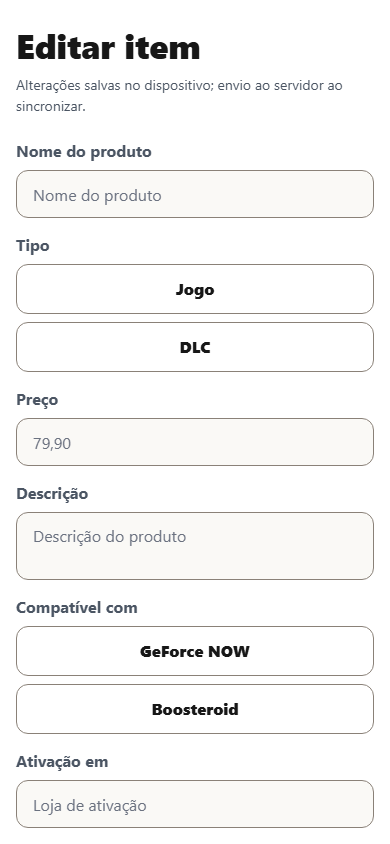 Editar item
Alterações salvas no dispositivo; envio ao servidor ao
sincronizar.
Nome do produto
Nome do produto
Tipo
Jogo
DLC
Preço
79,90
Descrição
Descrição do produto
Compatível com
GeForce NOW
Boosteroid
Ativação em
Loja de ativação